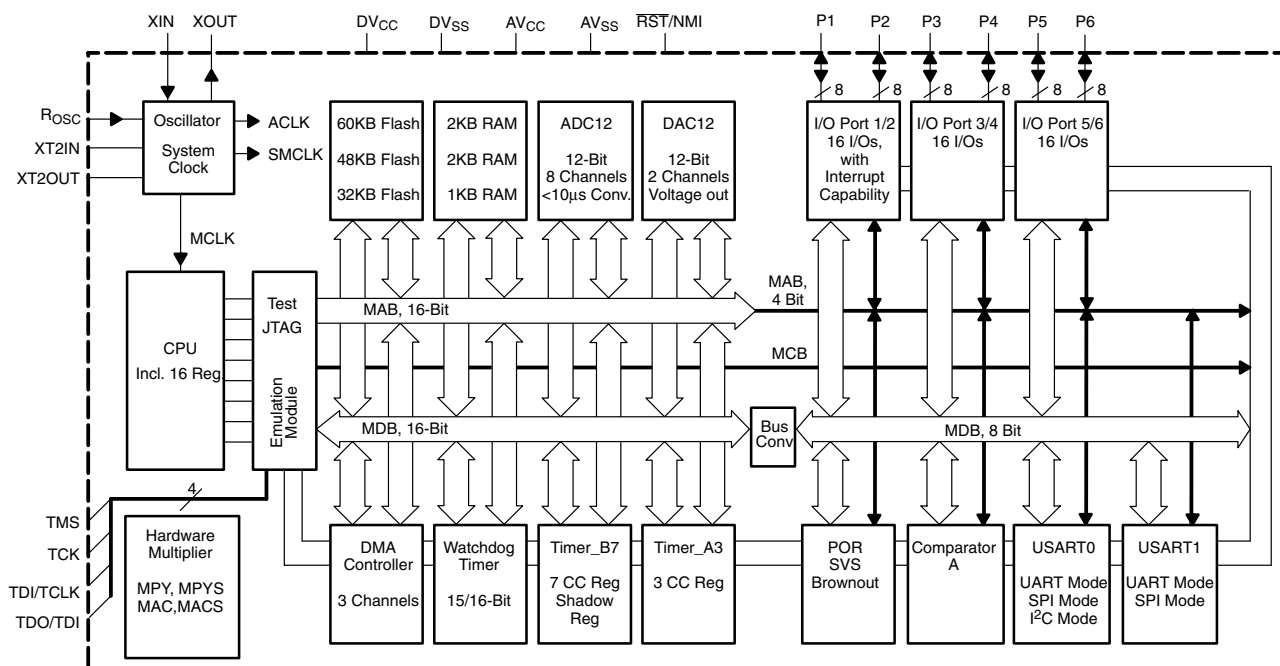 XIN XOUT DVCC DVSS AVCC AVSS RST/NMI P1 P2 P3 P4 P5 P6
8 8 8 8 8 8
ROSC
XT2IN
XT2OUT
Oscillator
System
Clock
ACLK
SMCLK
MCLK
60KB Flash
48KB Flash
32KB Flash
2KB RAM
2KB RAM
1KB RAM
ADC12
12-Bit
8 Channels
<10μs Conv.
DAC12
12-Bit
2 Channels
Voltage out
I/O Port 1/2
16 I/Os,
with
Interrupt
Capability
I/O Port 3/4
16 I/Os
I/O Port 5/6
16 I/Os
CPU
Incl. 16 Reg.
Test
JTAG
Emulation
Module
MAB, 16-Bit
MAB,
4 Bit
MCB
MDB, 16-Bit
Bus
Conv
MDB, 8 Bit
4
TMS
TCK
TDI/TCLK
TDO/TDI
Hardware
Multiplier
MPY, MPYS
MAC,MACS
DMA
Controller
3 Channels
Watchdog
Timer
15/16-Bit
Timer_B7
7 CC Reg
Shadow
Reg
Timer_A3
3 CC Reg
POR
SVS
Brownout
Comparator
A
USART0
UART Mode
SPI Mode
I²C Mode
USART1
UART Mode
SPI Mode